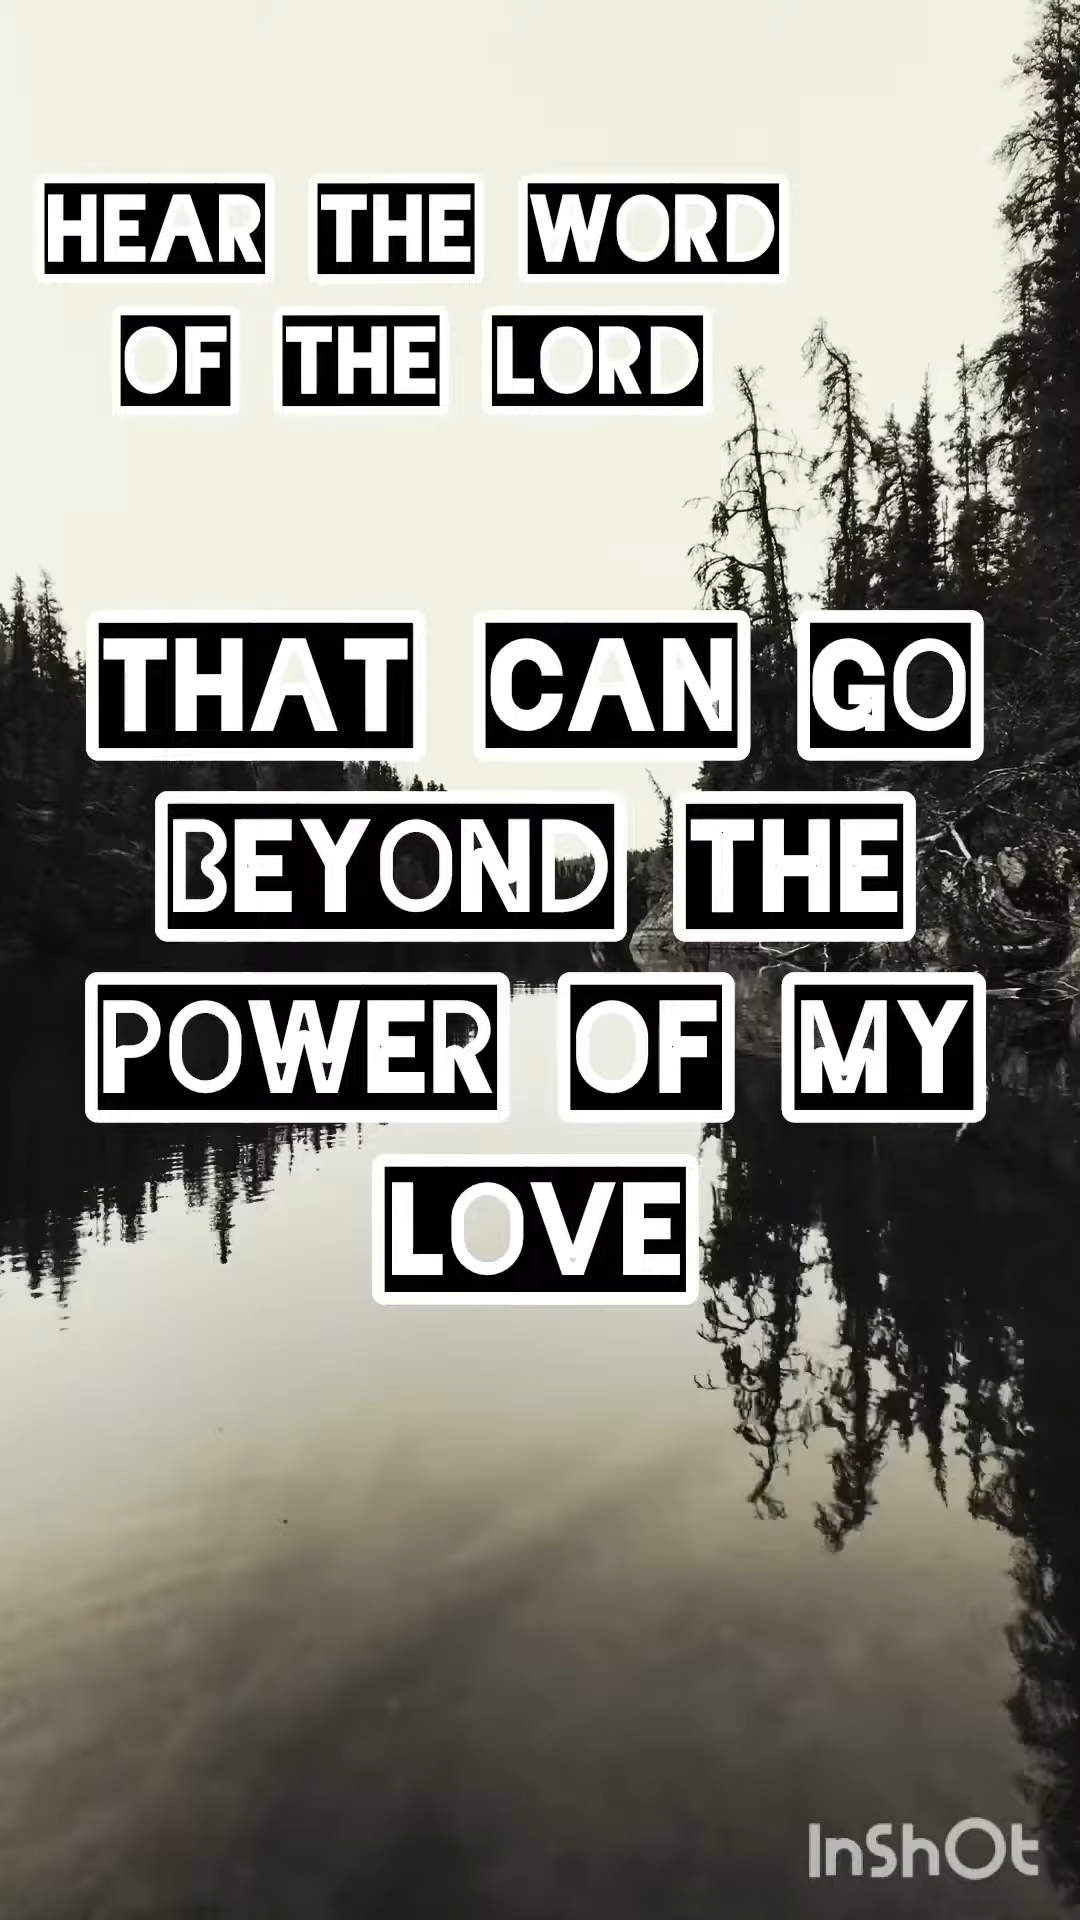 HEAR THE WORD
OF THE LORD
THAT CAN GO
BEYOND THE
POWER OF MY
LOVE
InShOt